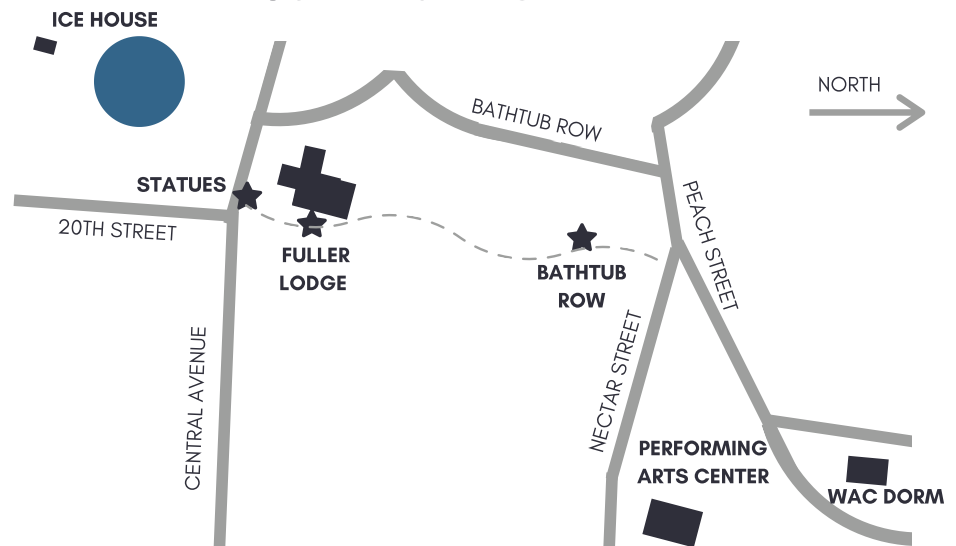 ICE HOUSE
NORTH
BATHTUB ROW
STATUES
20TH STREET
FULLER
LODGE
BATHTUB
ROW
PEACH STREET
CENTRAL AVENUE
NECTAR STREET
PERFORMING
ARTS CENTER
WAC DORM